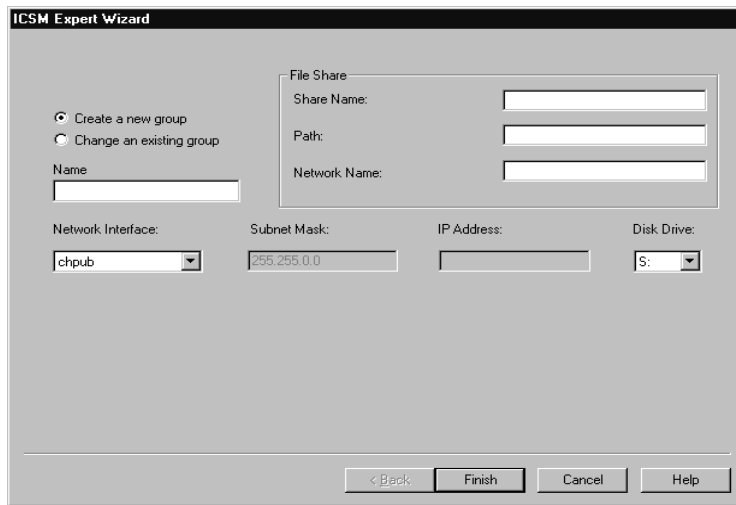 ICSM Expert Wizard
File Share
Share Name:
Create a new group
Path:
Change an existing group
Name
Network Name:
Network Interface:
Subnet Mask:
IP Address:
Disk Drive:
chpub
255.255.0.0
S:
< Back
Finish
Cancel
Help